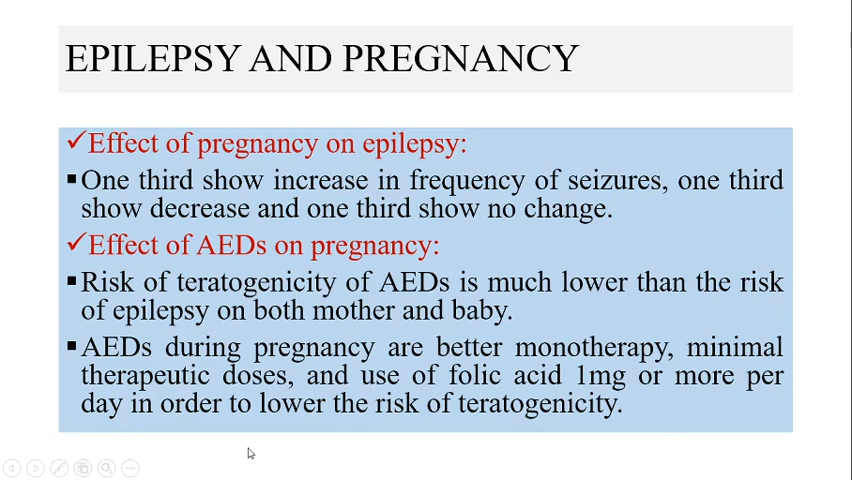 EPILEPSY AND PREGNANCY
✓Effect of pregnancy on epilepsy:
▪One third show increase in frequency of seizures, one third
show decrease and one third show no change.
✓Effect of AEDs on pregnancy:
▪Risk of teratogenicity of AEDs is much lower than the risk
of epilepsy on both mother and baby.
▪AEDs during pregnancy are better monotherapy, minimal
therapeutic doses, and use of folic acid 1mg or more per
day in order to lower the risk of teratogenicity.